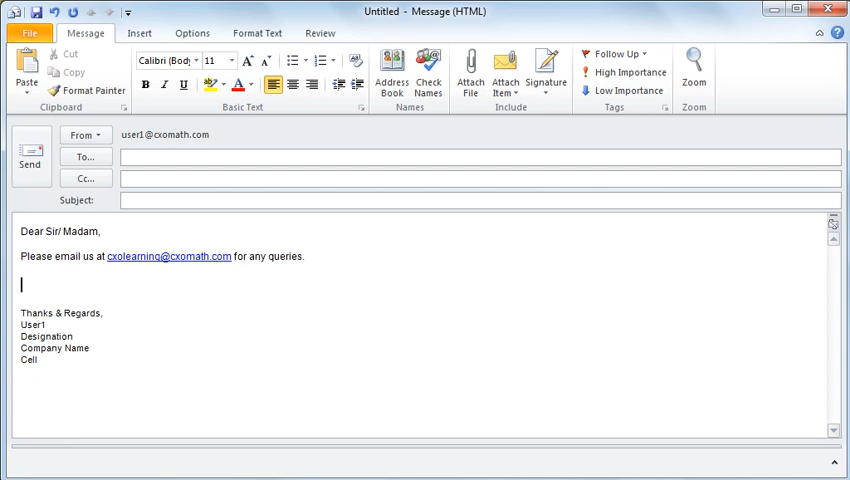 Untitled - Message (HTML)
File Message Insert Options Format Text Review
Cut
Copy
Format Painter
Paste
Clipboard
Calibri (Body 11
B I U A
Basic Text
Address Book
Check Names
Names
Attach File
Attach Item
Signature
Include
Follow Up
High Importance
Low Importance
Tags
Zoom
Zoom
Send
From user1@cxomath.com
To...
Cc...
Subject:
Dear Sir/ Madam,
Please email us at cxolearning@cxomath.com for any queries.
Thanks & Regards,
User1
Designation
Company Name
Cell